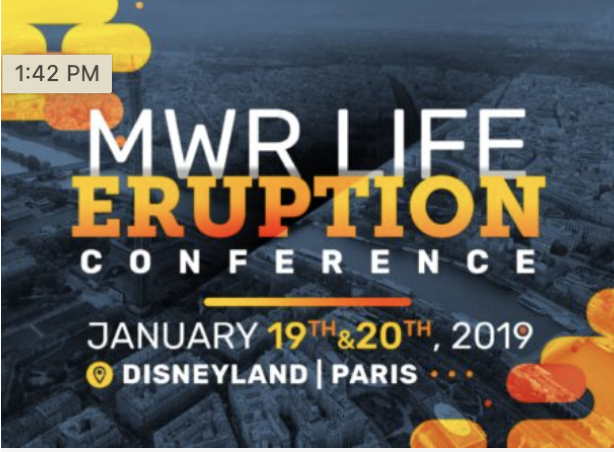 1:42 PM
MWR LIFE
ERUPTION
CONFERENCE
JANUARY 19TH&20TH, 2019
DISNEYLAND | PARIS